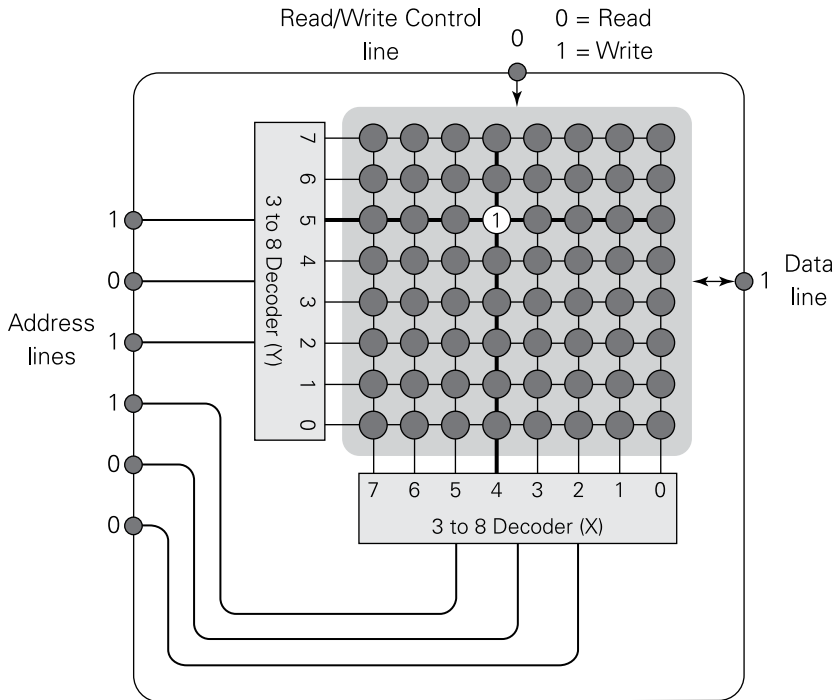 Read/Write Control
line
0
0 = Read
1 = Write
7
6
5
4
3
2
1
0
3 to 8 Decoder (Y)
1
1
0
1
1
0
0
Address
lines
1
Data
line
7 6 5 4 3 2 1 0
3 to 8 Decoder (X)